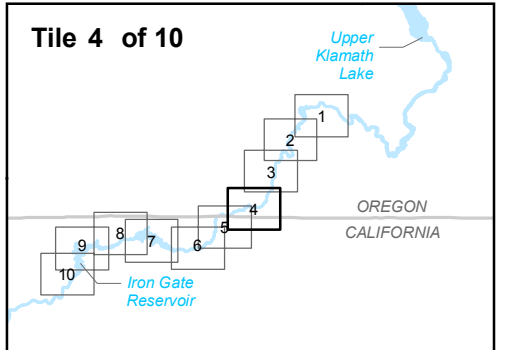 Tile 4 of 10
Upper
Klamath
Lake
1
2
3
4
OREGON
CALIFORNIA
5
6
7
8
9
10
Iron Gate
Reservoir